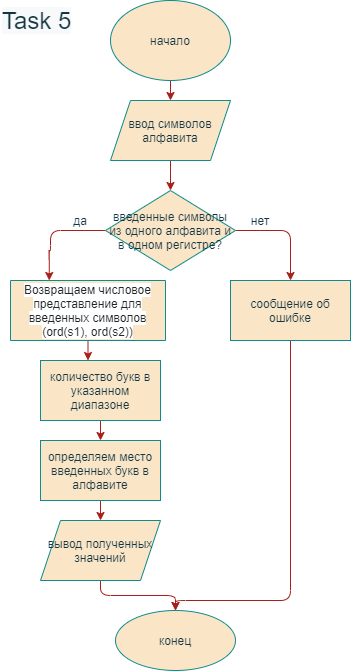 Task 5
начало
ввод символов
алфавита
введенные символы
из одного алфавита и
в одном регистре?
да
нет
Возвращаем числовое
представление для
введенных символов
(ord(s1), ord(s2))
сообщение об
ошибке
количество букв в
указанном
диапазоне
определяем место
введенных букв в
алфавите
вывод полученных
значений
конец